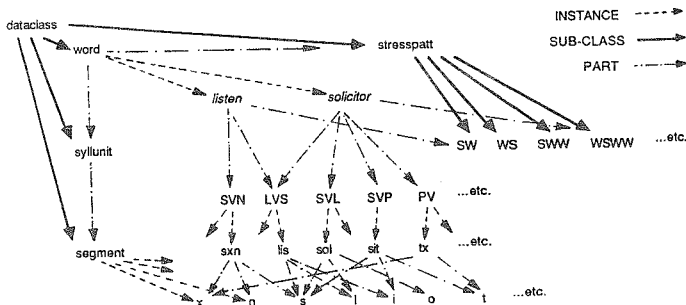 INSTANCE
dataclass
SUB-CLASS
word
stresspatt
PART
listen
solicitor
SW WS SWW WSWW ...etc.
syllunit
SVN LVS SVL SVP PV ...etc.
segment
sxn lis sol sit tx ...etc.
x n s l i o t ...etc.